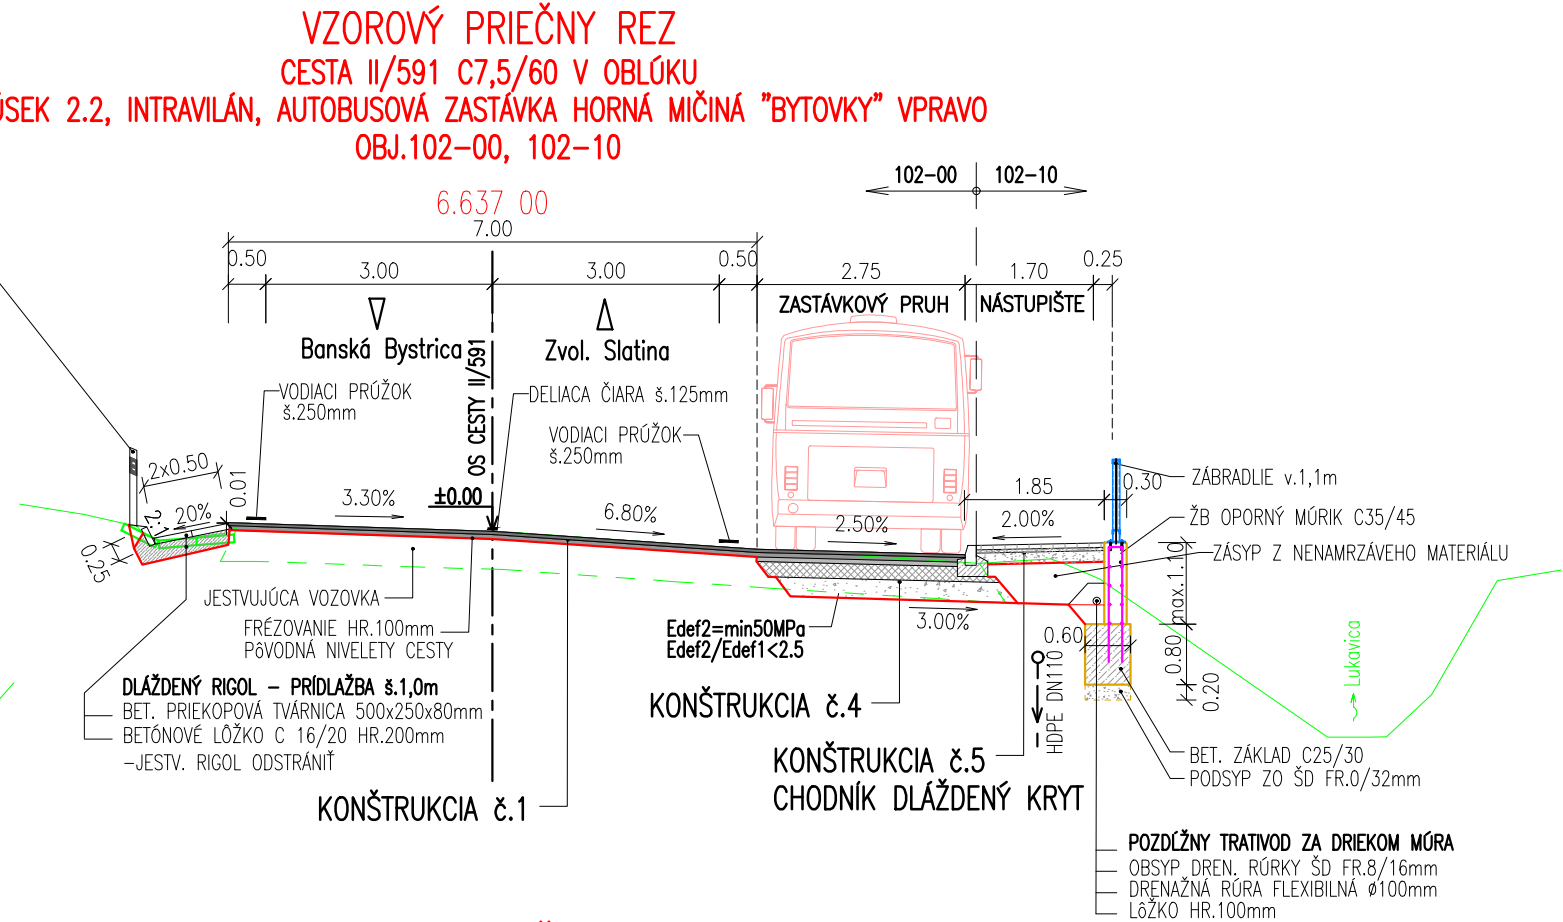 VZOROVÝ PRIEČNY REZ
CESTA II/591 C7,5/60 V OBLÚKU
ÚSEK 2.2, INTRAVILÁN, AUTOBUSOVÁ ZASTÁVKA HORNÁ MIČINÁ "BYTOVKY" VPRAVO
OBJ.102-00, 102-10
102-00
102-10
6.637 00
7.00
0.50
3.00
3.00
0.50
2.75
1.70
0.25
ZASTÁVKOVÝ PRUH
NÁSTUPIŠTE
Banská Bystrica
Zvol. Slatina
OS CESTY II/591
VODIACI PRÚŽOK
š.250mm
DELIACA ČIARA š.125mm
VODIACI PRÚŽOK
š.250mm
2x0.50
0.01
20%
2:1
0.25
3.30%
±0.00
6.80%
2.50%
1.85
0.30
2.00%
ZÁBRADLIE v.1,1m
ŽB OPORNÝ MÚRIK C35/45
ZÁSYP Z NENAMRZÁVEHO MATERIÁLU
max.1.10
JESTVUJÚCA VOZOVKA
FRÉZOVANIE HR.100mm
PôVODNÁ NIVELETY CESTY
Edef2=min50MPa
Edef2/Edef1<2.5
3.00%
0.60
0.80
0.20
HDPE DN110
Lukavica
DLÁŽDENÝ RIGOL - PRÍDLAŽBA š.1,0m
BET. PRIEKOPOVÁ TVÁRNICA 500x250x80mm
BETÓNOVÉ LÔŽKO C 16/20 HR.200mm
-JESTV. RIGOL ODSTRÁNIŤ
KONŠTRUKCIA č.1
KONŠTRUKCIA č.4
KONŠTRUKCIA č.5
CHODNÍK DLÁŽDENÝ KRYT
BET. ZÁKLAD C25/30
PODSYP ZO ŠD FR.0/32mm
POZDĹŽNY TRATIVOD ZA DRIEKOM MÚRA
OBSYP DREN. RÚRKY ŠD FR.8/16mm
DRENAŽNÁ RÚRA FLEXIBILNÁ ø100mm
LôŽKO HR.100mm